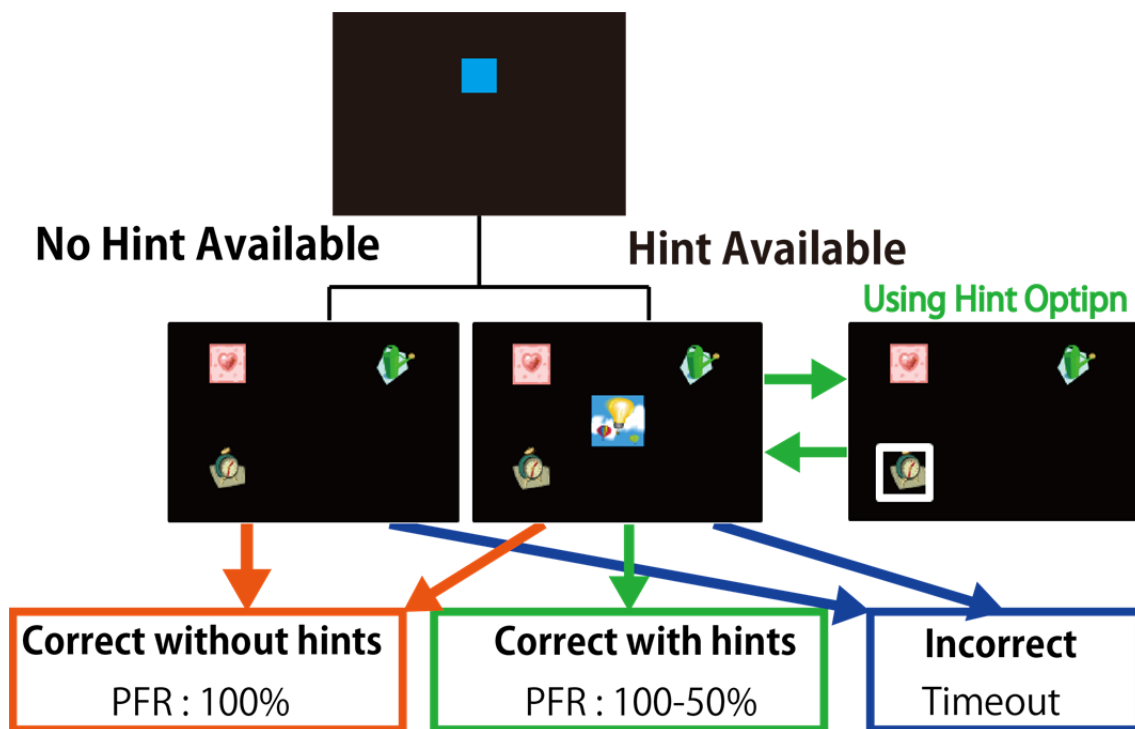 No Hint Available
Hint Available
Using Hint Optipn
Correct without hints
PFR : 100%
Correct with hints
PFR : 100-50%
Incorrect
Timeout